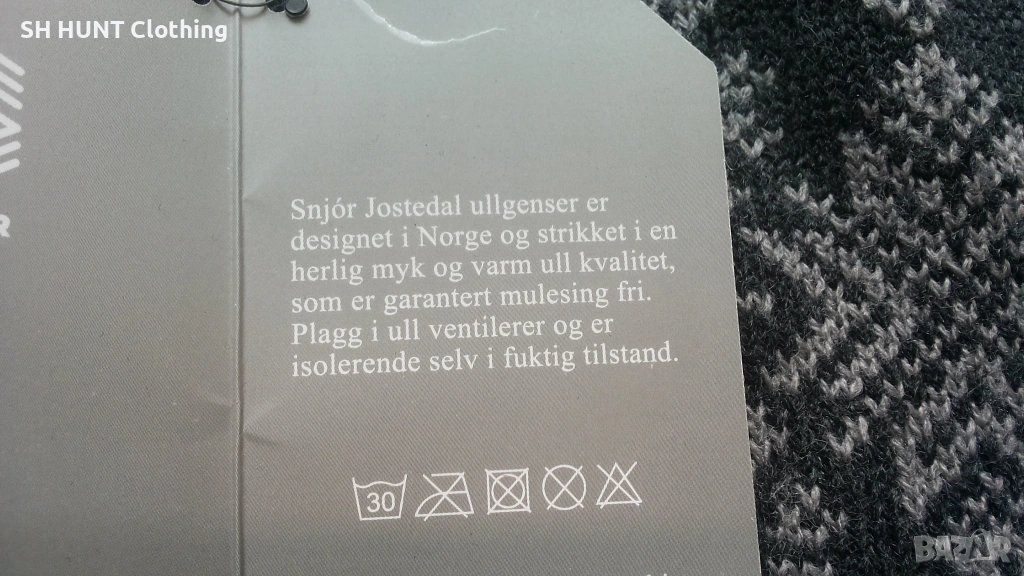 SH HUNT Clothing
R
Snjór Jostedal ullgenser er
designet i Norge og strikket i en
herlig myk og varm ull kvalitet,
som er garantert mulesing fri.
Plagg i ull ventilerer og er
isolerende selv i fuktig tilstand.
30
BAZAR